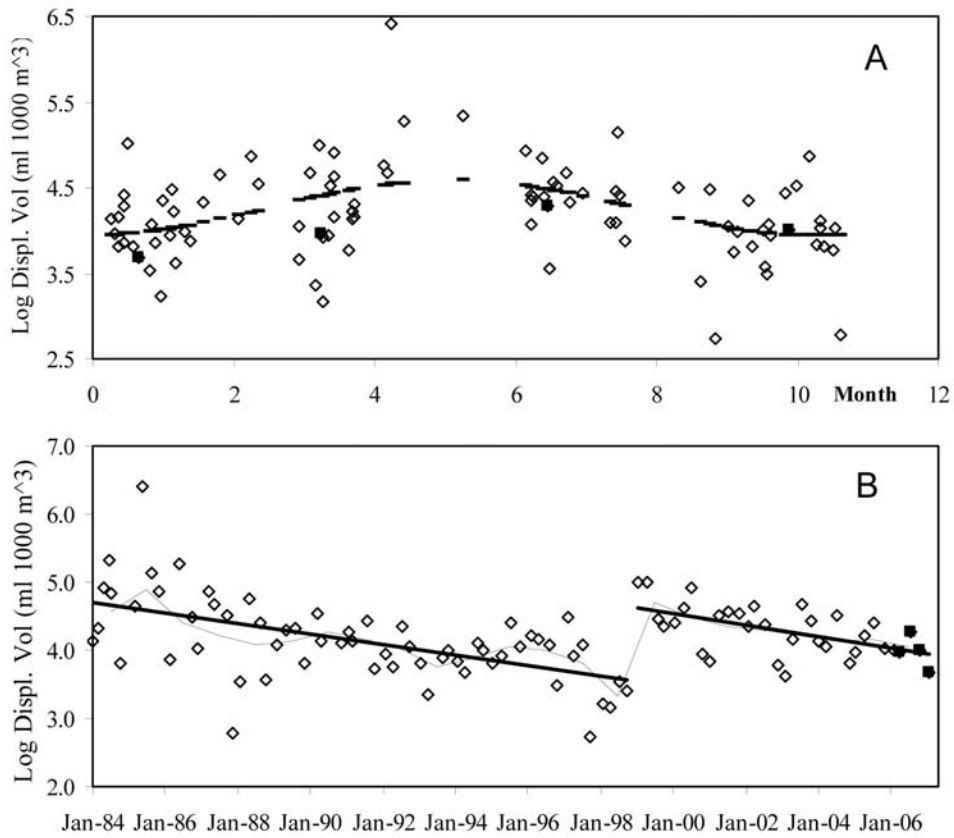 6.5
A
5.5
4.5
3.5
2.5
Log Displ. Vol (ml 1000 m^3)
0 2 4 6 8 10 Month 12
7.0
B
6.0
5.0
4.0
3.0
2.0
Log Displ. Vol (ml 1000 m^3)
Jan-84 Jan-86 Jan-88 Jan-90 Jan-92 Jan-94 Jan-96 Jan-98 Jan-00 Jan-02 Jan-04 Jan-06